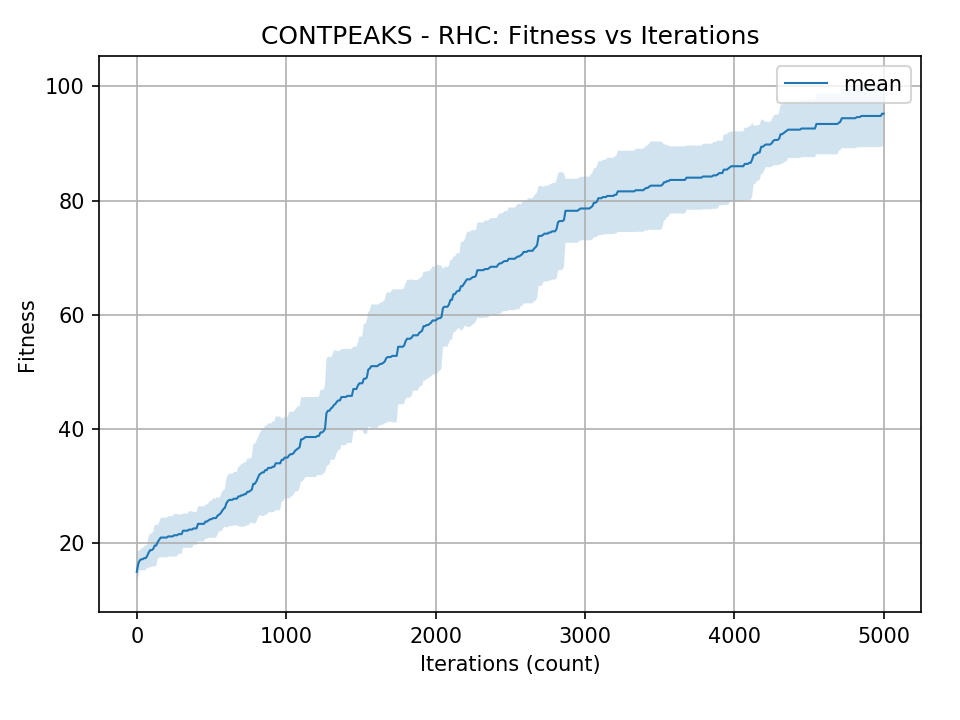 CONTPEAKS - RHC: Fitness vs Iterations
mean
Fitness
100
80
60
40
20
0 1000 2000 3000 4000 5000
Iterations (count)